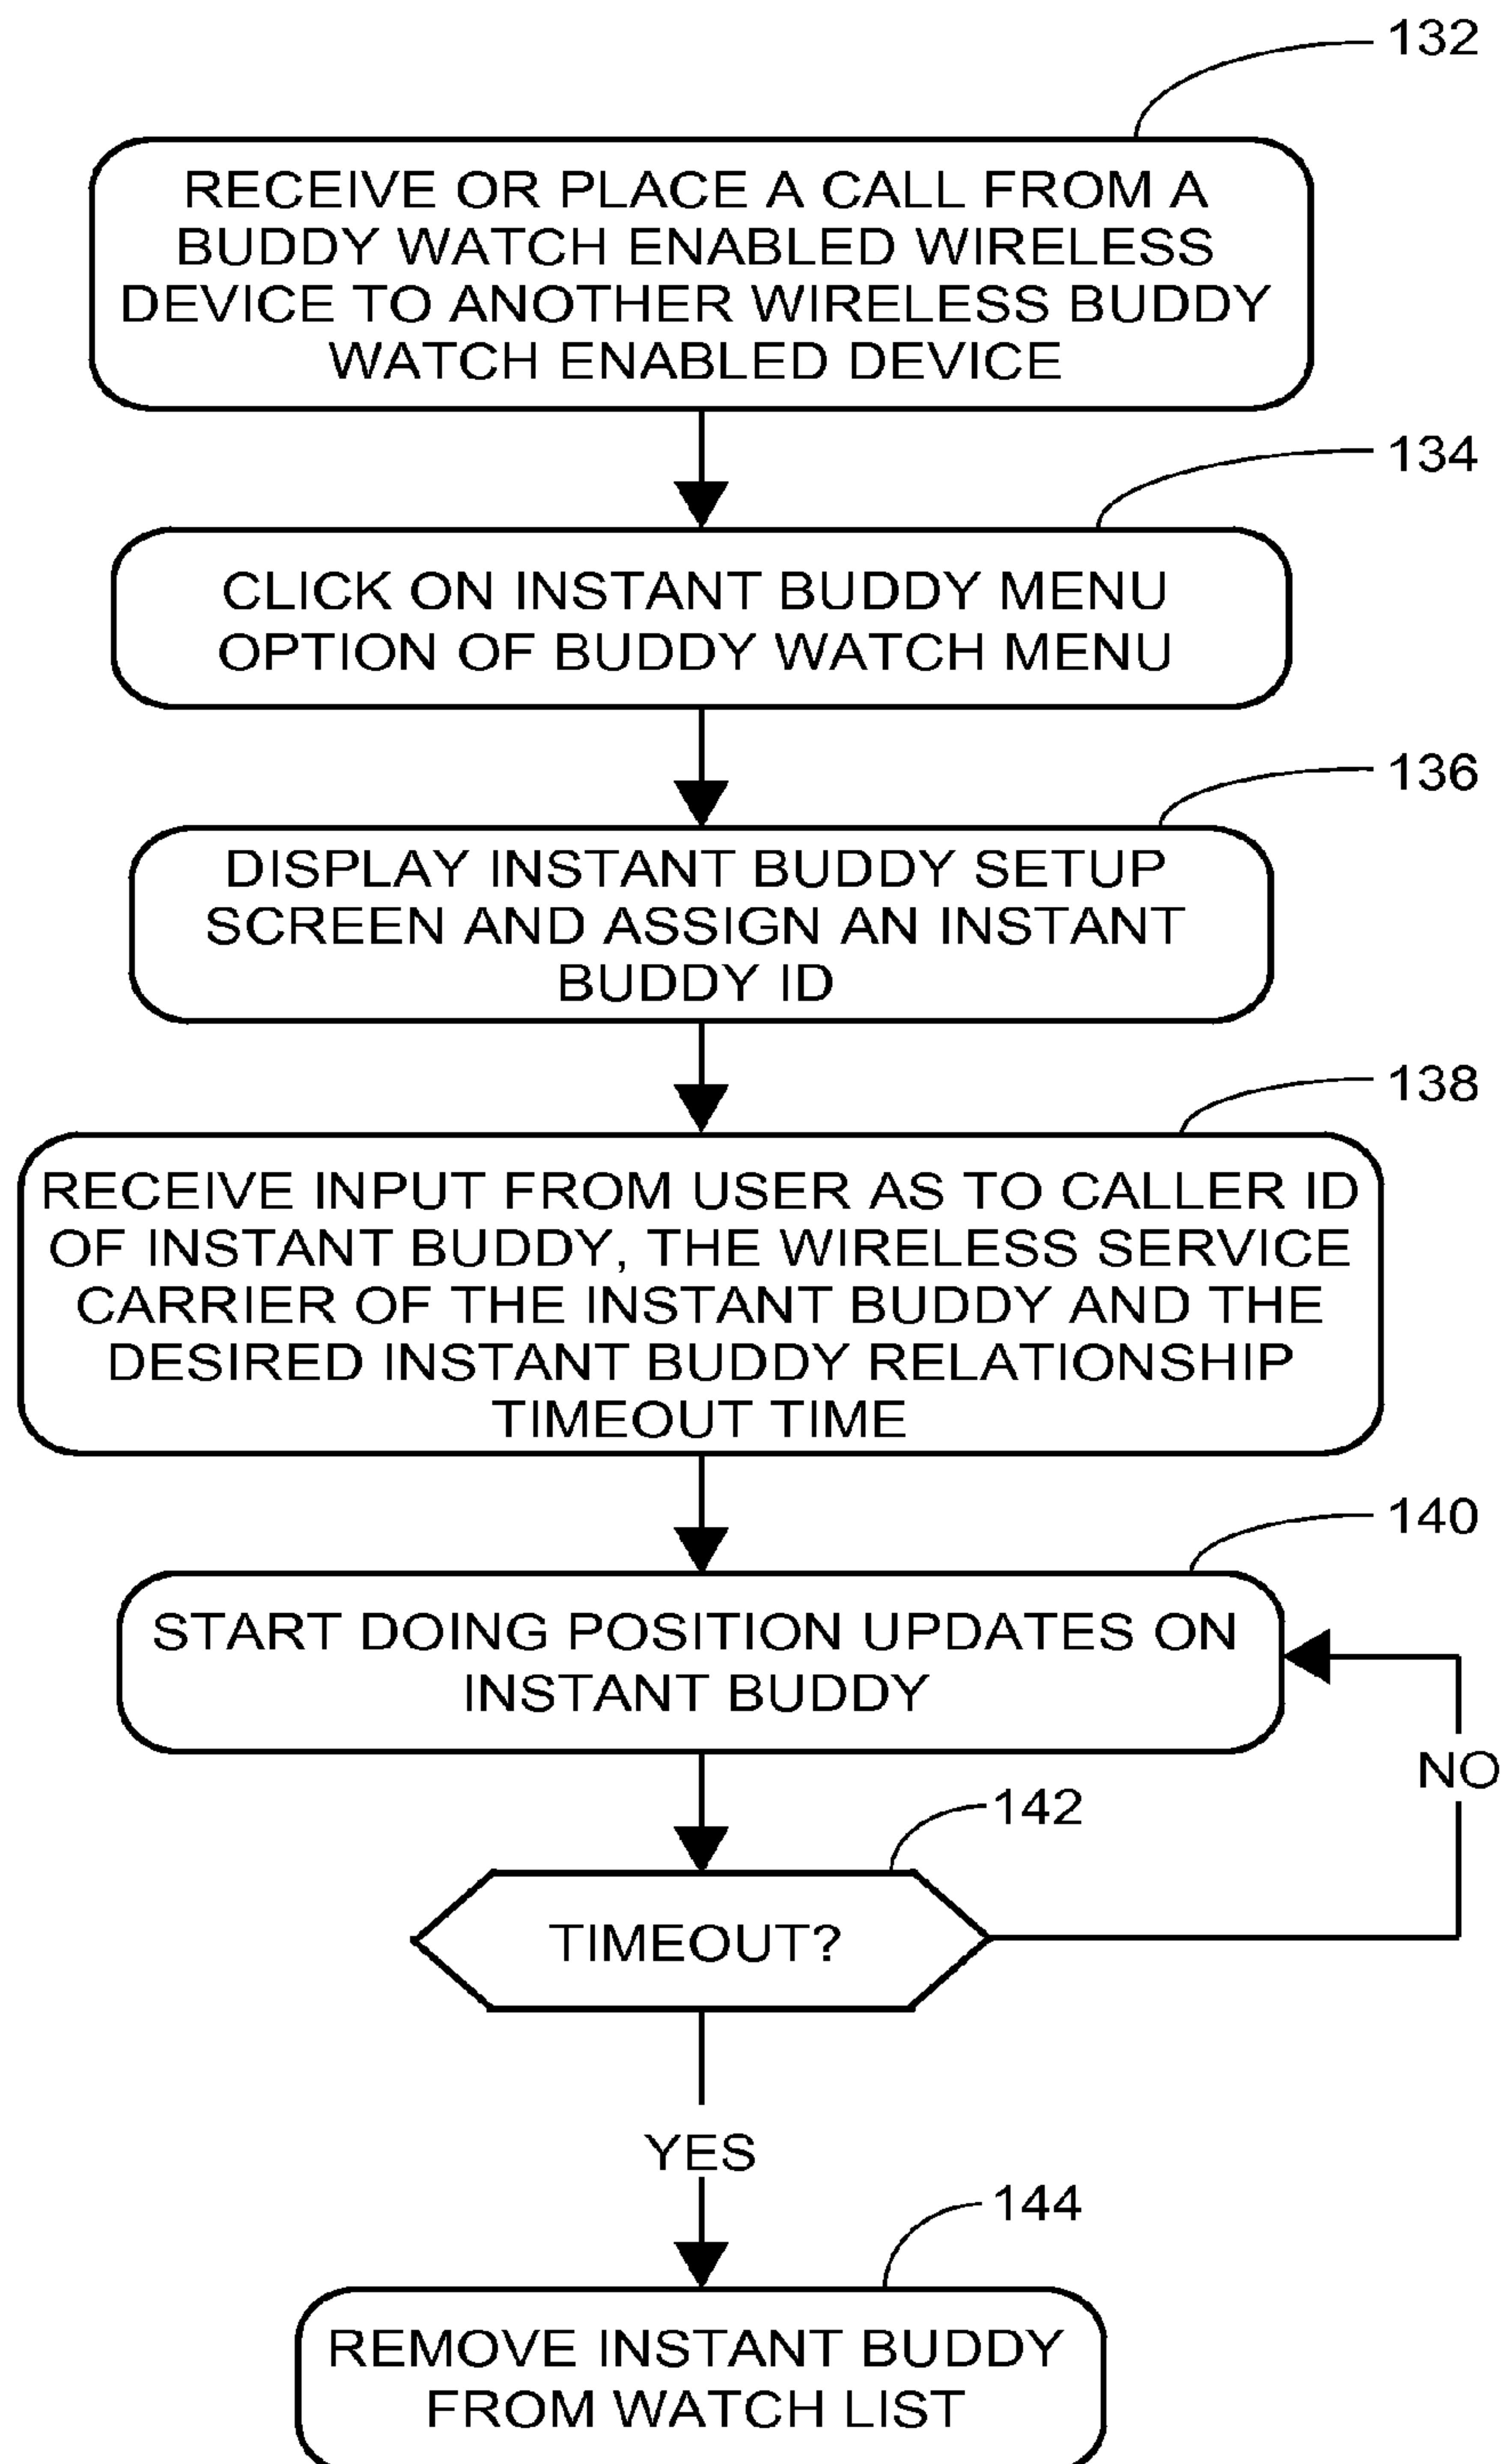 132
RECEIVE OR PLACE A CALL FROM A
BUDDY WATCH ENABLED WIRELESS
DEVICE TO ANOTHER WIRELESS BUDDY
WATCH ENABLED DEVICE
134
CLICK ON INSTANT BUDDY MENU
OPTION OF BUDDY WATCH MENU
136
DISPLAY INSTANT BUDDY SETUP
SCREEN AND ASSIGN AN INSTANT
BUDDY ID
138
RECEIVE INPUT FROM USER AS TO CALLER ID
OF INSTANT BUDDY, THE WIRELESS SERVICE
CARRIER OF THE INSTANT BUDDY AND THE
DESIRED INSTANT BUDDY RELATIONSHIP
TIMEOUT TIME
140
START DOING POSITION UPDATES ON
INSTANT BUDDY
NO
142
TIMEOUT?
YES
144
REMOVE INSTANT BUDDY
FROM WATCH LIST